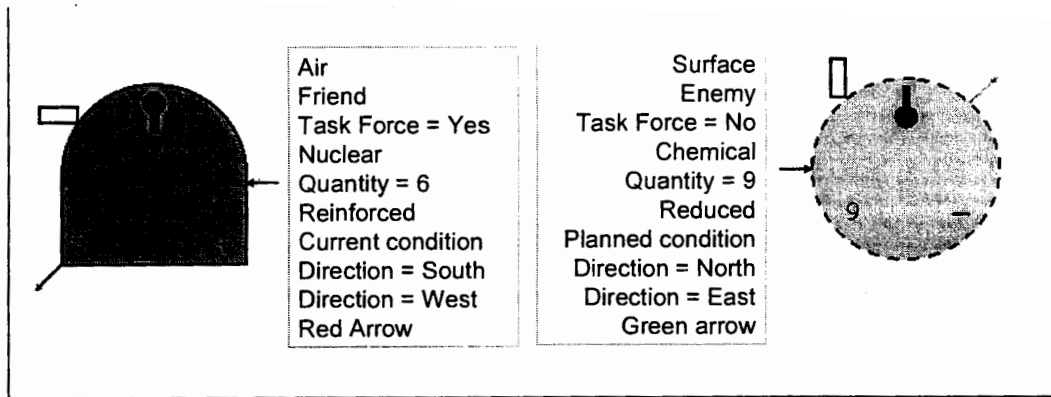 Air
Friend
Task Force = Yes
Nuclear
Quantity = 6
Reinforced
Current condition
Direction = South
Direction = West
Red Arrow
Surface
Enemy
Task Force = No
Chemical
Quantity = 9
Reduced
Planned condition
Direction = North
Direction = East
Green arrow
9
–